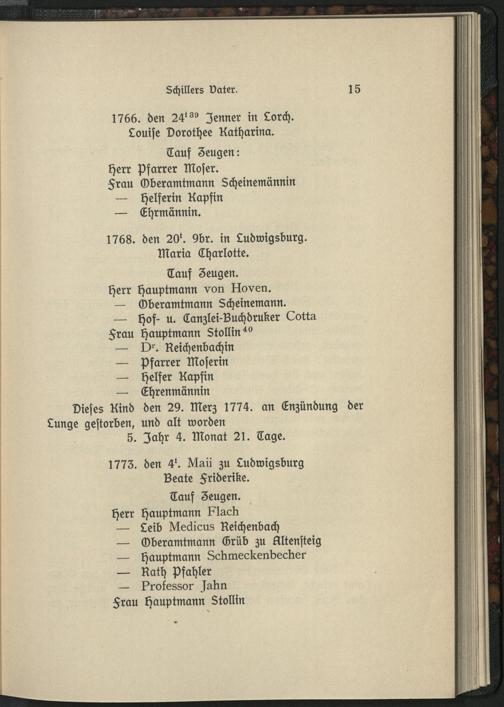 Schillers Vater. 15
1766. den 24ᵗ ³⁹ Jenner in Lorch.
Louise Dorothee Katharina.
Tauf Zeugen:
Herr Pfarrer Moser.
Frau Oberamtmann Scheinemännin
— Helferin Kapfin
— Ehrmännin.
1768. den 20ᵗ. 9br. in Ludwigsburg.
Maria Charlotte.
Tauf Zeugen.
Herr Hauptmann von Hoven.
— Oberamtmann Scheinemann.
— Hof- u. Canzlei-Buchdruker Cotta
Frau Hauptmann Stollin⁴⁰
— Dʳ. Reichenbachin
— Pfarrer Moserin
— Helfer Kapfin
— Ehrenmännin
Dieses Kind den 29. Merz 1774. an Enzündung der
Lunge gestorben, und alt worden
5. Jahr 4. Monat 21. Tage.
1773. den 4ᵗ. Maii zu Ludwigsburg
Beate Friderike.
Tauf Zeugen.
Herr Hauptmann Flach
— Leib Medicus Reichenbach
— Oberamtmann Grüb zu Altensteig
— Hauptmann Schmeckenbecher
— Rath Pfahler
— Professor Jahn
Frau Hauptmann Stollin